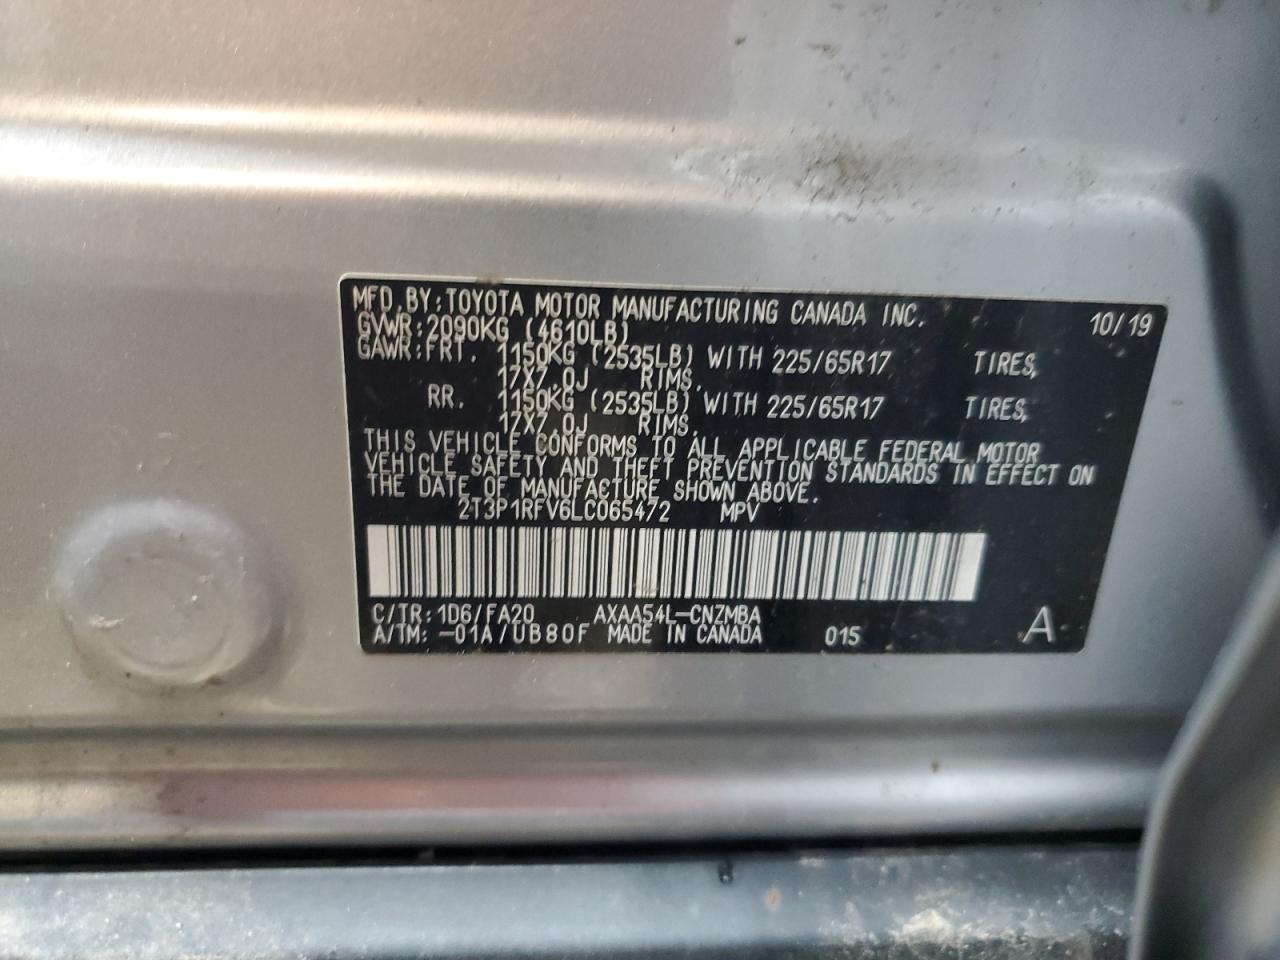 MFD.BY:TOYOTA MOTOR MANUFACTURING CANADA INC. 10/19
GVWR:2090KG (4610LB)
GAWR:FRT. 1150KG (2535LB) WITH 225/65R17 TIRES,
17X7.0J RIMS.
RR. 1150KG (2535LB) WITH 225/65R17 TIRES,
17X7.0J RIMS.
THIS VEHICLE CONFORMS TO ALL APPLICABLE FEDERAL MOTOR
VEHICLE SAFETY AND THEFT PREVENTION STANDARDS IN EFFECT ON
THE DATE OF MANUFACTURE SHOWN ABOVE.
2T3P1RFV6LC065472 MPV
C/TR:1D6/FA20 AXAA54L-CNZMBA
A/TM:-01A/UB80F MADE IN CANADA 015 A